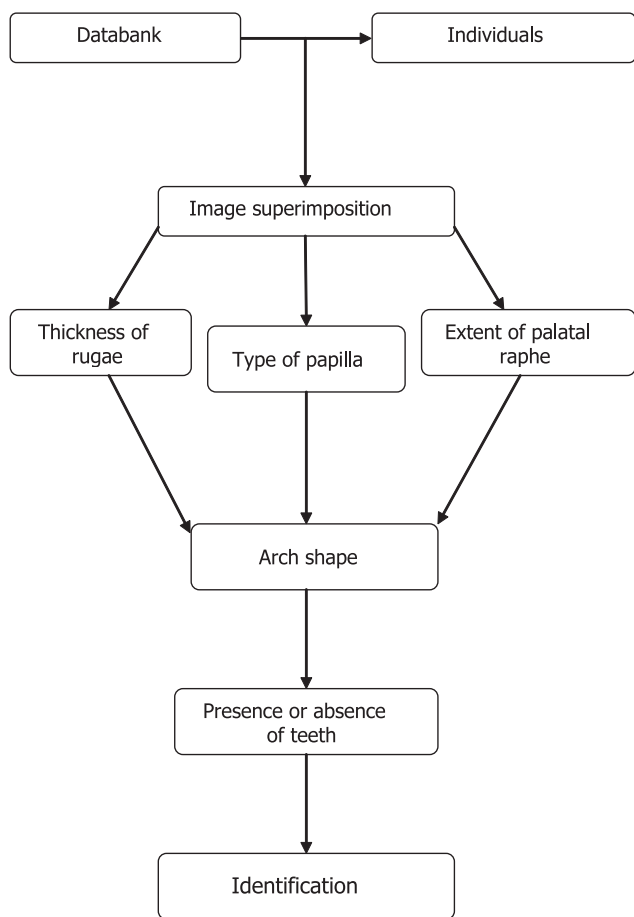 Databank
Individuals
Image superimposition
Thickness of
rugae
Type of papilla
Extent of palatal
raphe
Arch shape
Presence or absence
of teeth
Identification